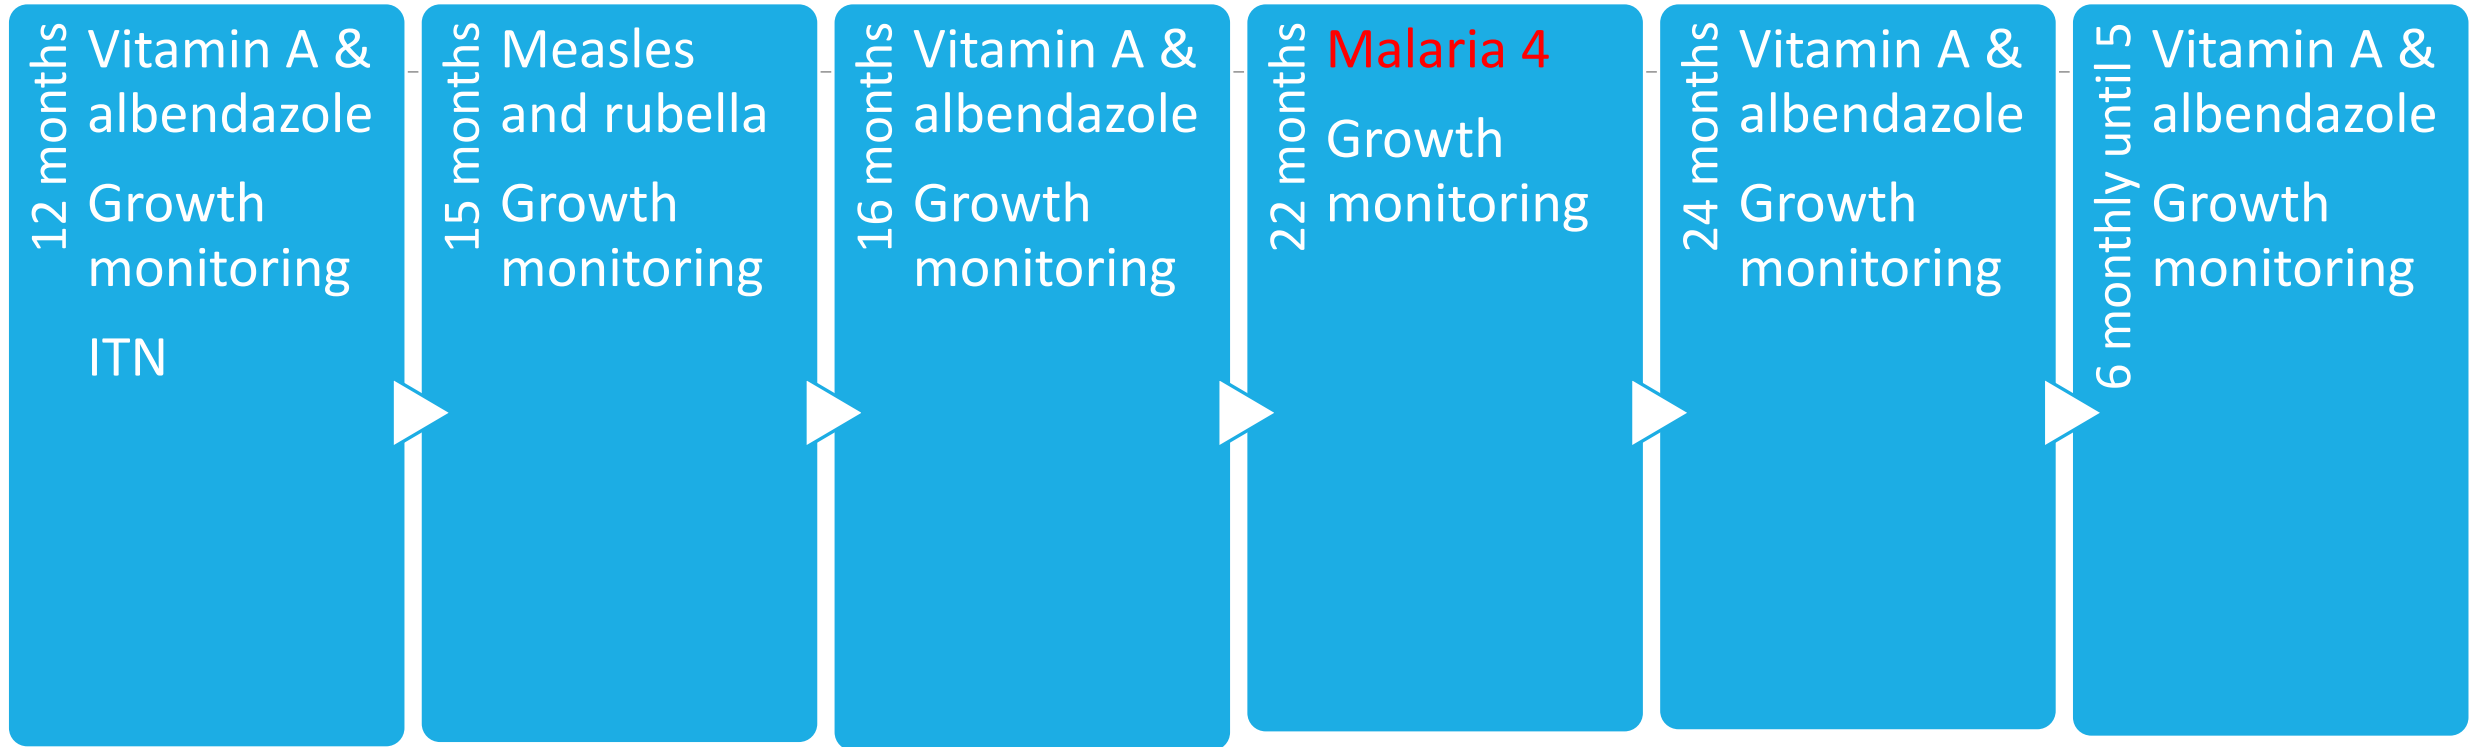 12 months
Vitamin A &
albendazole
Growth
monitoring
ITN
15 months
Measles
and rubella
Growth
monitoring
16 months
Vitamin A &
albendazole
Growth
monitoring
22 months
Malaria 4
Growth
monitoring
24 months
Vitamin A &
albendazole
Growth
monitoring
6 monthly until 5
Vitamin A &
albendazole
Growth
monitoring